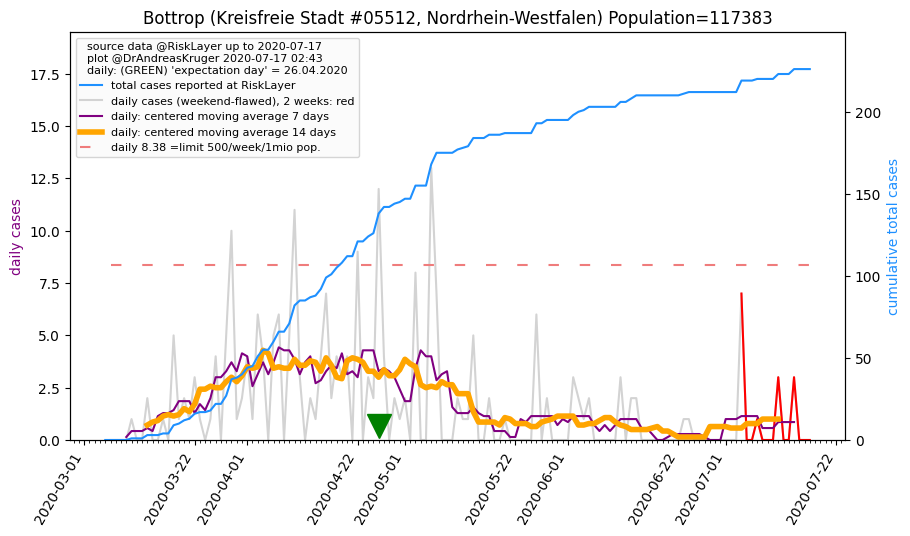 Bottrop (Kreisfreie Stadt #05512, Nordrhein-Westfalen) Population=117383
source data @RiskLayer up to 2020-07-17
plot @DrAndreasKruger 2020-07-17 02:43
daily: (GREEN) 'expectation day' = 26.04.2020
total cases reported at RiskLayer
daily cases (weekend-flawed), 2 weeks: red
daily: centered moving average 7 days
daily: centered moving average 14 days
daily 8.38 =limit 500/week/1mio pop.
daily cases
17.5
15.0
12.5
10.0
7.5
5.0
2.5
0.0
200
150
100
50
0
cumulative total cases
2020-03-01
2020-03-22
2020-04-01
2020-04-22
2020-05-01
2020-05-22
2020-06-01
2020-06-22
2020-07-01
2020-07-22